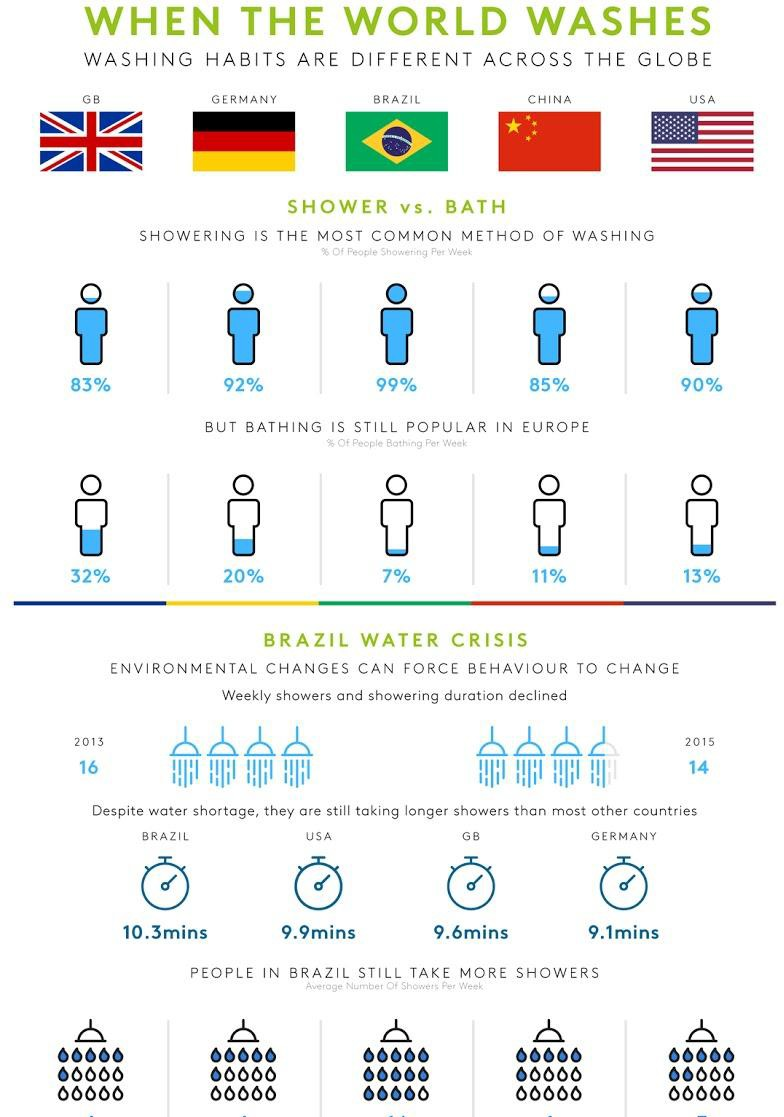 WHEN THE WORLD WASHES
WASHING HABITS ARE DIFFERENT ACROSS THE GLOBE
GB GERMANY BRAZIL CHINA USA
SHOWER vs. BATH
SHOWERING IS THE MOST COMMON METHOD OF WASHING
% Of People Showering Per Week
83% 92% 99% 85% 90%
BUT BATHING IS STILL POPULAR IN EUROPE
% Of People Bathing Per Week
32% 20% 7% 11% 13%
BRAZIL WATER CRISIS
ENVIRONMENTAL CHANGES CAN FORCE BEHAVIOUR TO CHANGE
Weekly showers and showering duration declined
2013 2015
16 14
Despite water shortage, they are still taking longer showers than most other countries
BRAZIL USA GB GERMANY
10.3mins 9.9mins 9.6mins 9.1mins
PEOPLE IN BRAZIL STILL TAKE MORE SHOWERS
Average Number Of Showers Per Week